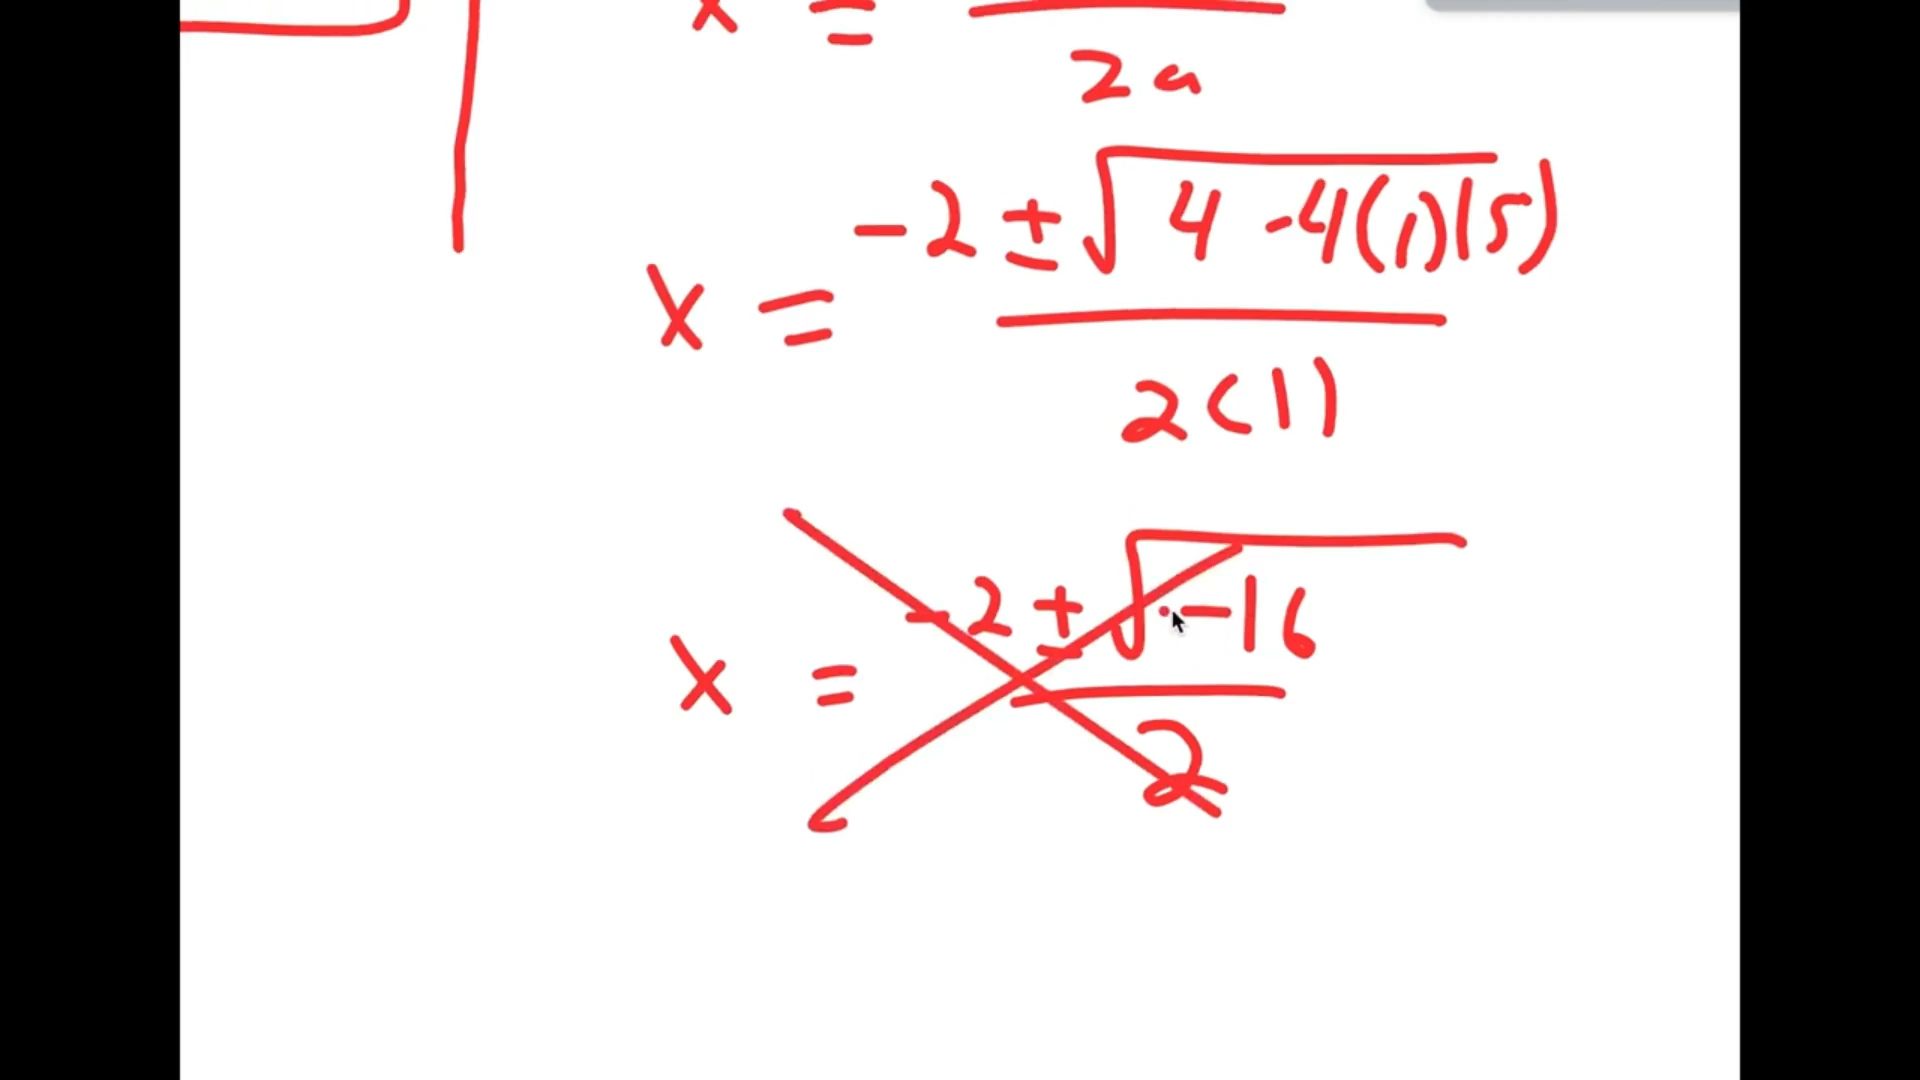 x =
2a
-2 ± √4 -4(1)(5)
x =
2(1)
-2 ± √-16
x =
2